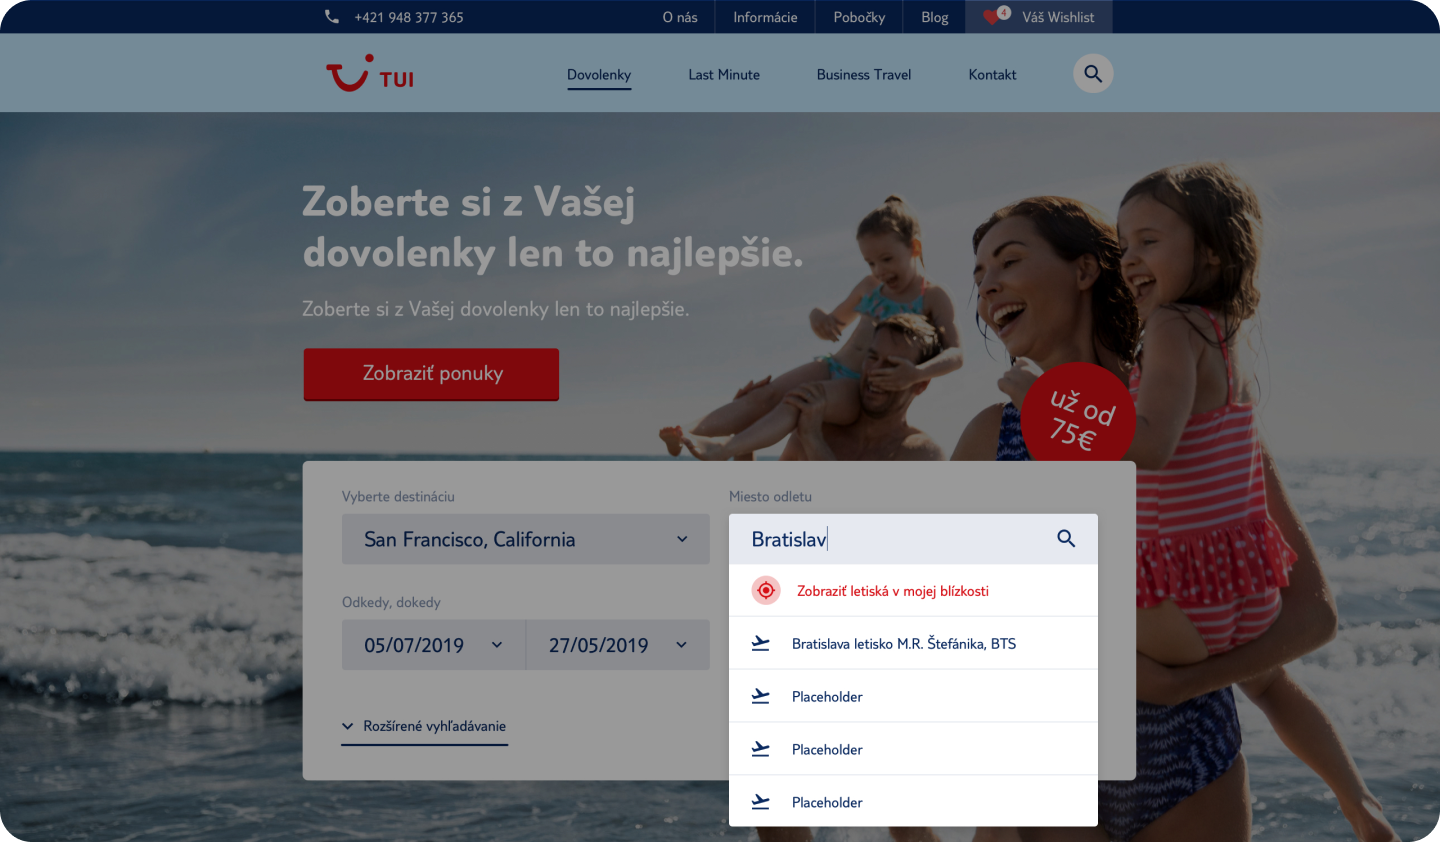 +421 948 377 365
O nás
Informácie
Pobočky
Blog
4
Váš Wishlist
TUI
Dovolenky
Last Minute
Business Travel
Kontakt
Zoberte si z Vašej
dovolenky len to najlepšie.
Zoberte si z Vašej dovolenky len to najlepšie.
Zobraziť ponuky
už od
75€
Vyberte destináciu
San Francisco, California
Miesto odletu
Bratislav
Zobraziť letiská v mojej blízkosti
Bratislava letisko M.R. Štefánika, BTS
Placeholder
Placeholder
Placeholder
Odkedy, dokedy
05/07/2019
27/05/2019
Rozšírené vyhľadávanie